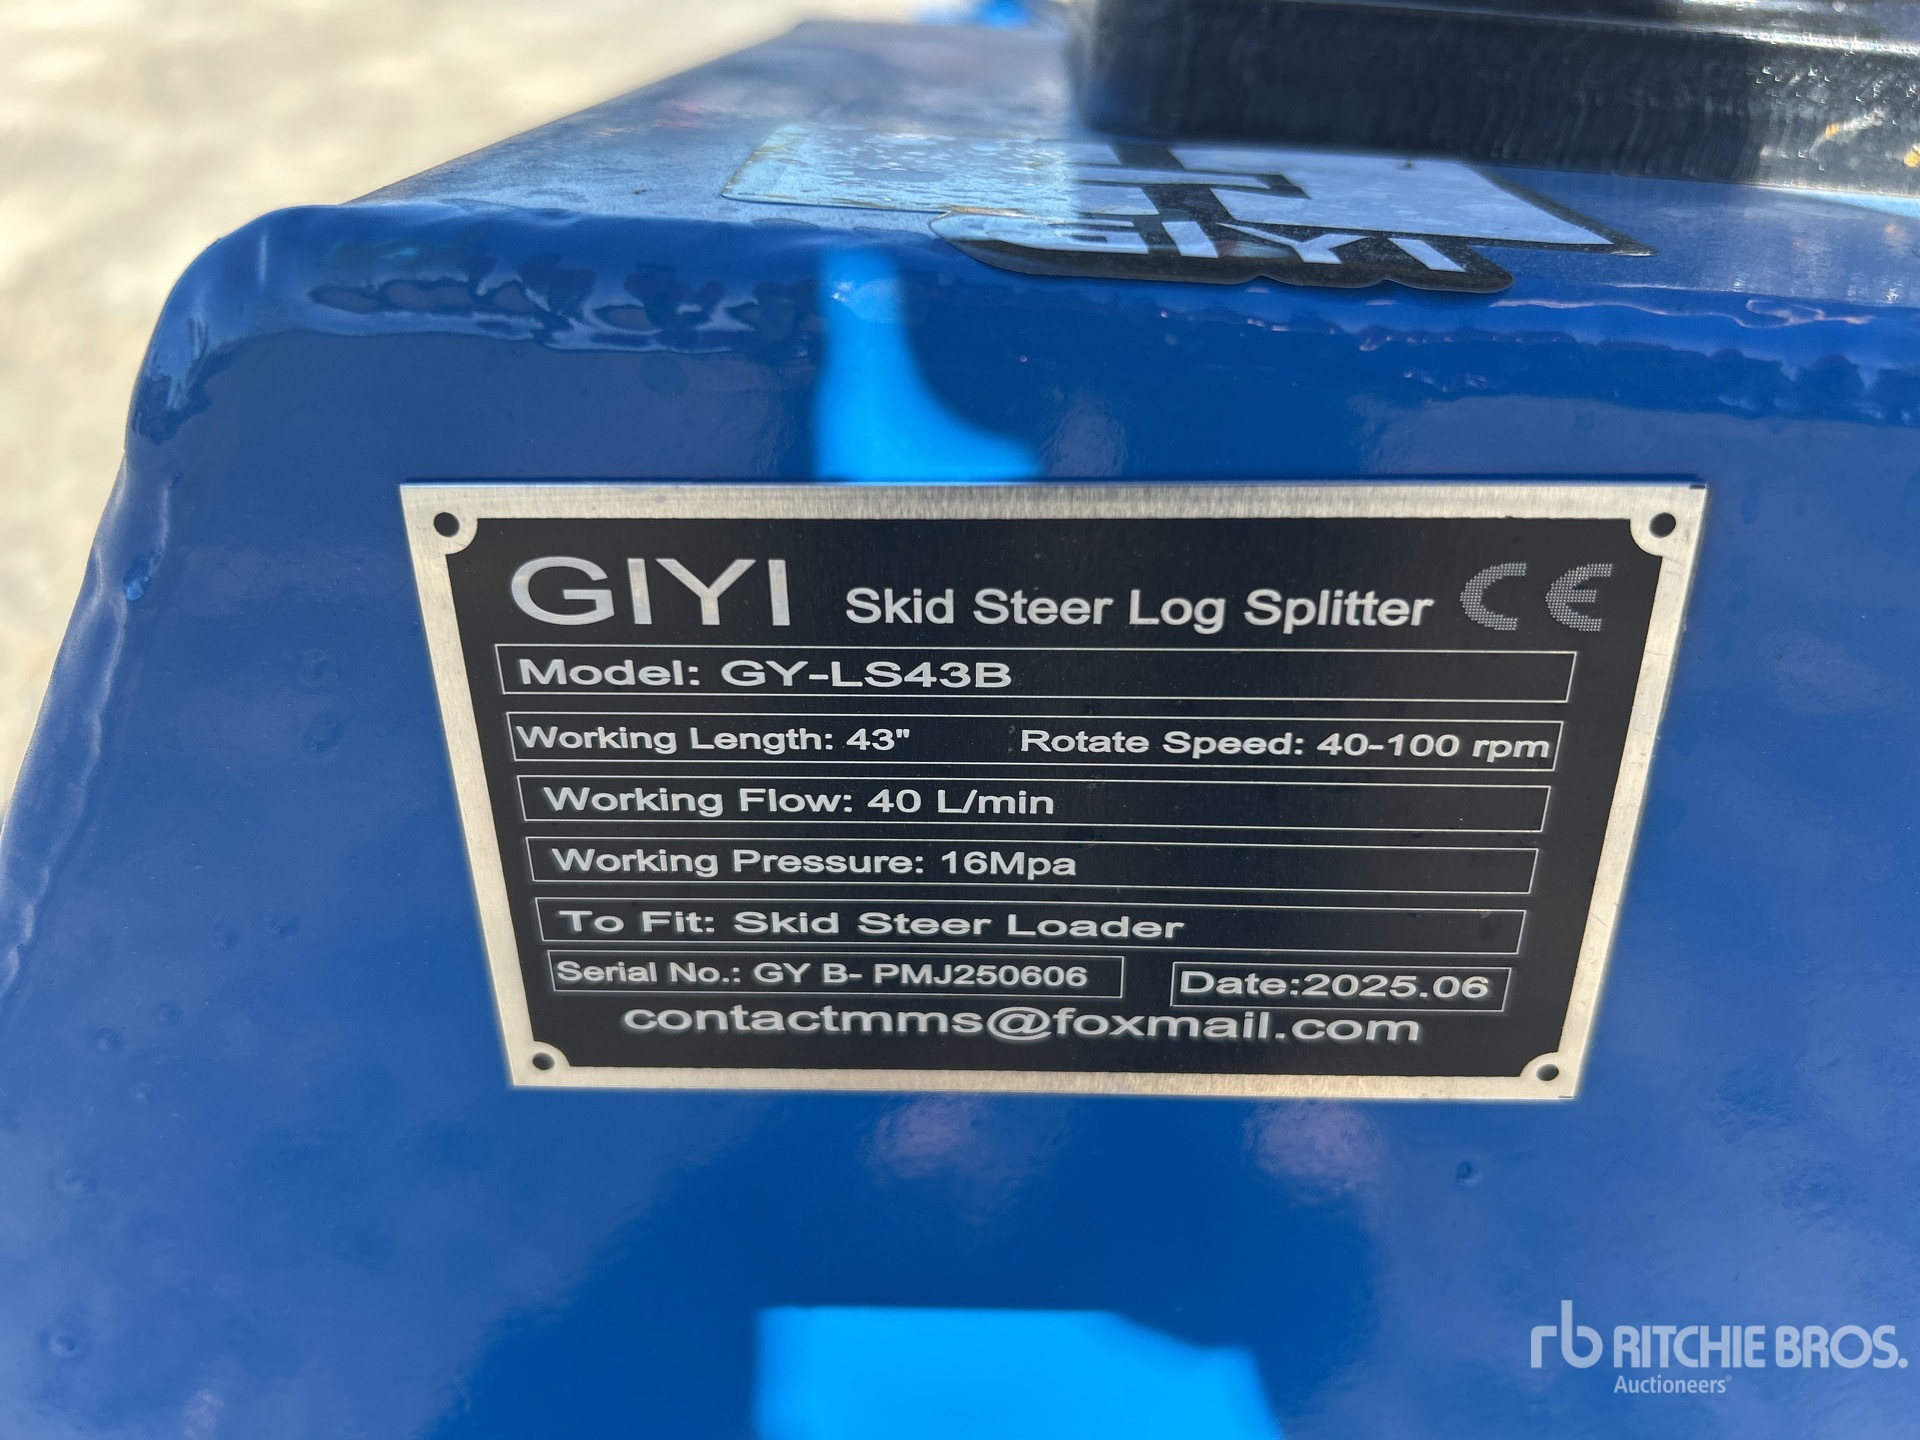 GIYI
GIYI Skid Steer Log Splitter CE
Model: GY-LS43B
Working Length: 43" Rotate Speed: 40-100 rpm
Working Flow: 40 L/min
Working Pressure: 16Mpa
To Fit: Skid Steer Loader
Serial No.: GY B- PMJ250606 Date:2025.06
contactmms@foxmail.com
rb RITCHIE BROS.
Auctioneers